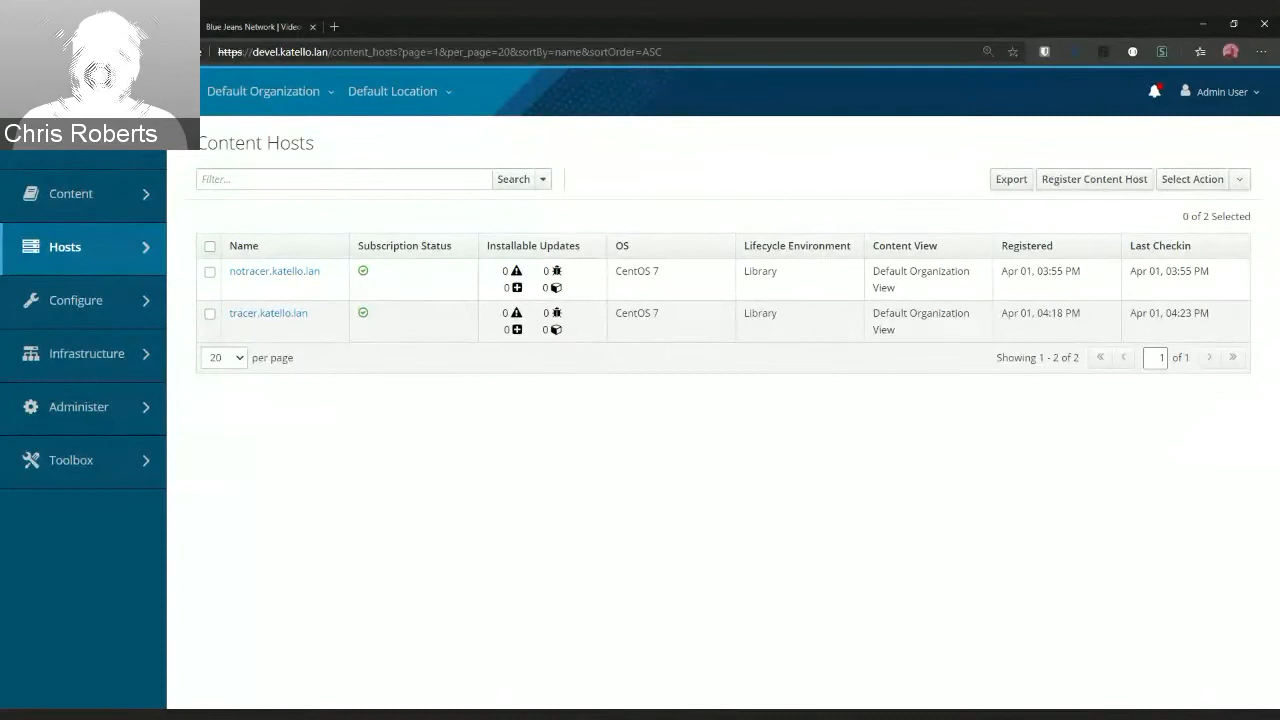 Blue Jeans Network | Video
https://devel.katello.lan/content_hosts?page=1&per_page=20&sortBy=name&sortOrder=ASC
Default Organization
Default Location
Admin User
Chris Roberts
Content Hosts
Content
Hosts
Configure
Infrastructure
Administer
Toolbox
Filter...
Search
Export
Register Content Host
Select Action
0 of 2 Selected
Name Subscription Status Installable Updates OS Lifecycle Environment Content View Registered Last Checkin
notracer.katello.lan 0 0 CentOS 7 Library Default Organization Apr 01, 03:55 PM Apr 01, 03:55 PM
0 0 View
tracer.katello.lan 0 0 CentOS 7 Library Default Organization Apr 01, 04:18 PM Apr 01, 04:23 PM
0 0 View
20 per page Showing 1 - 2 of 2 1 of 1